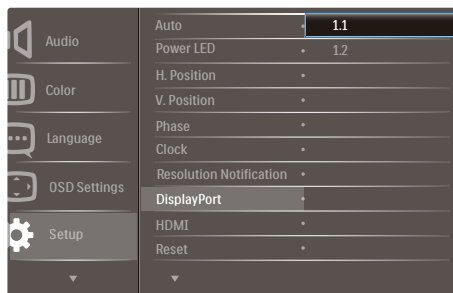 Audio
Color
Language
OSD Settings
Setup
Auto
Power LED
H. Position
V. Position
Phase
Clock
Resolution Notification
DisplayPort
HDMI
Reset
1.1
1.2